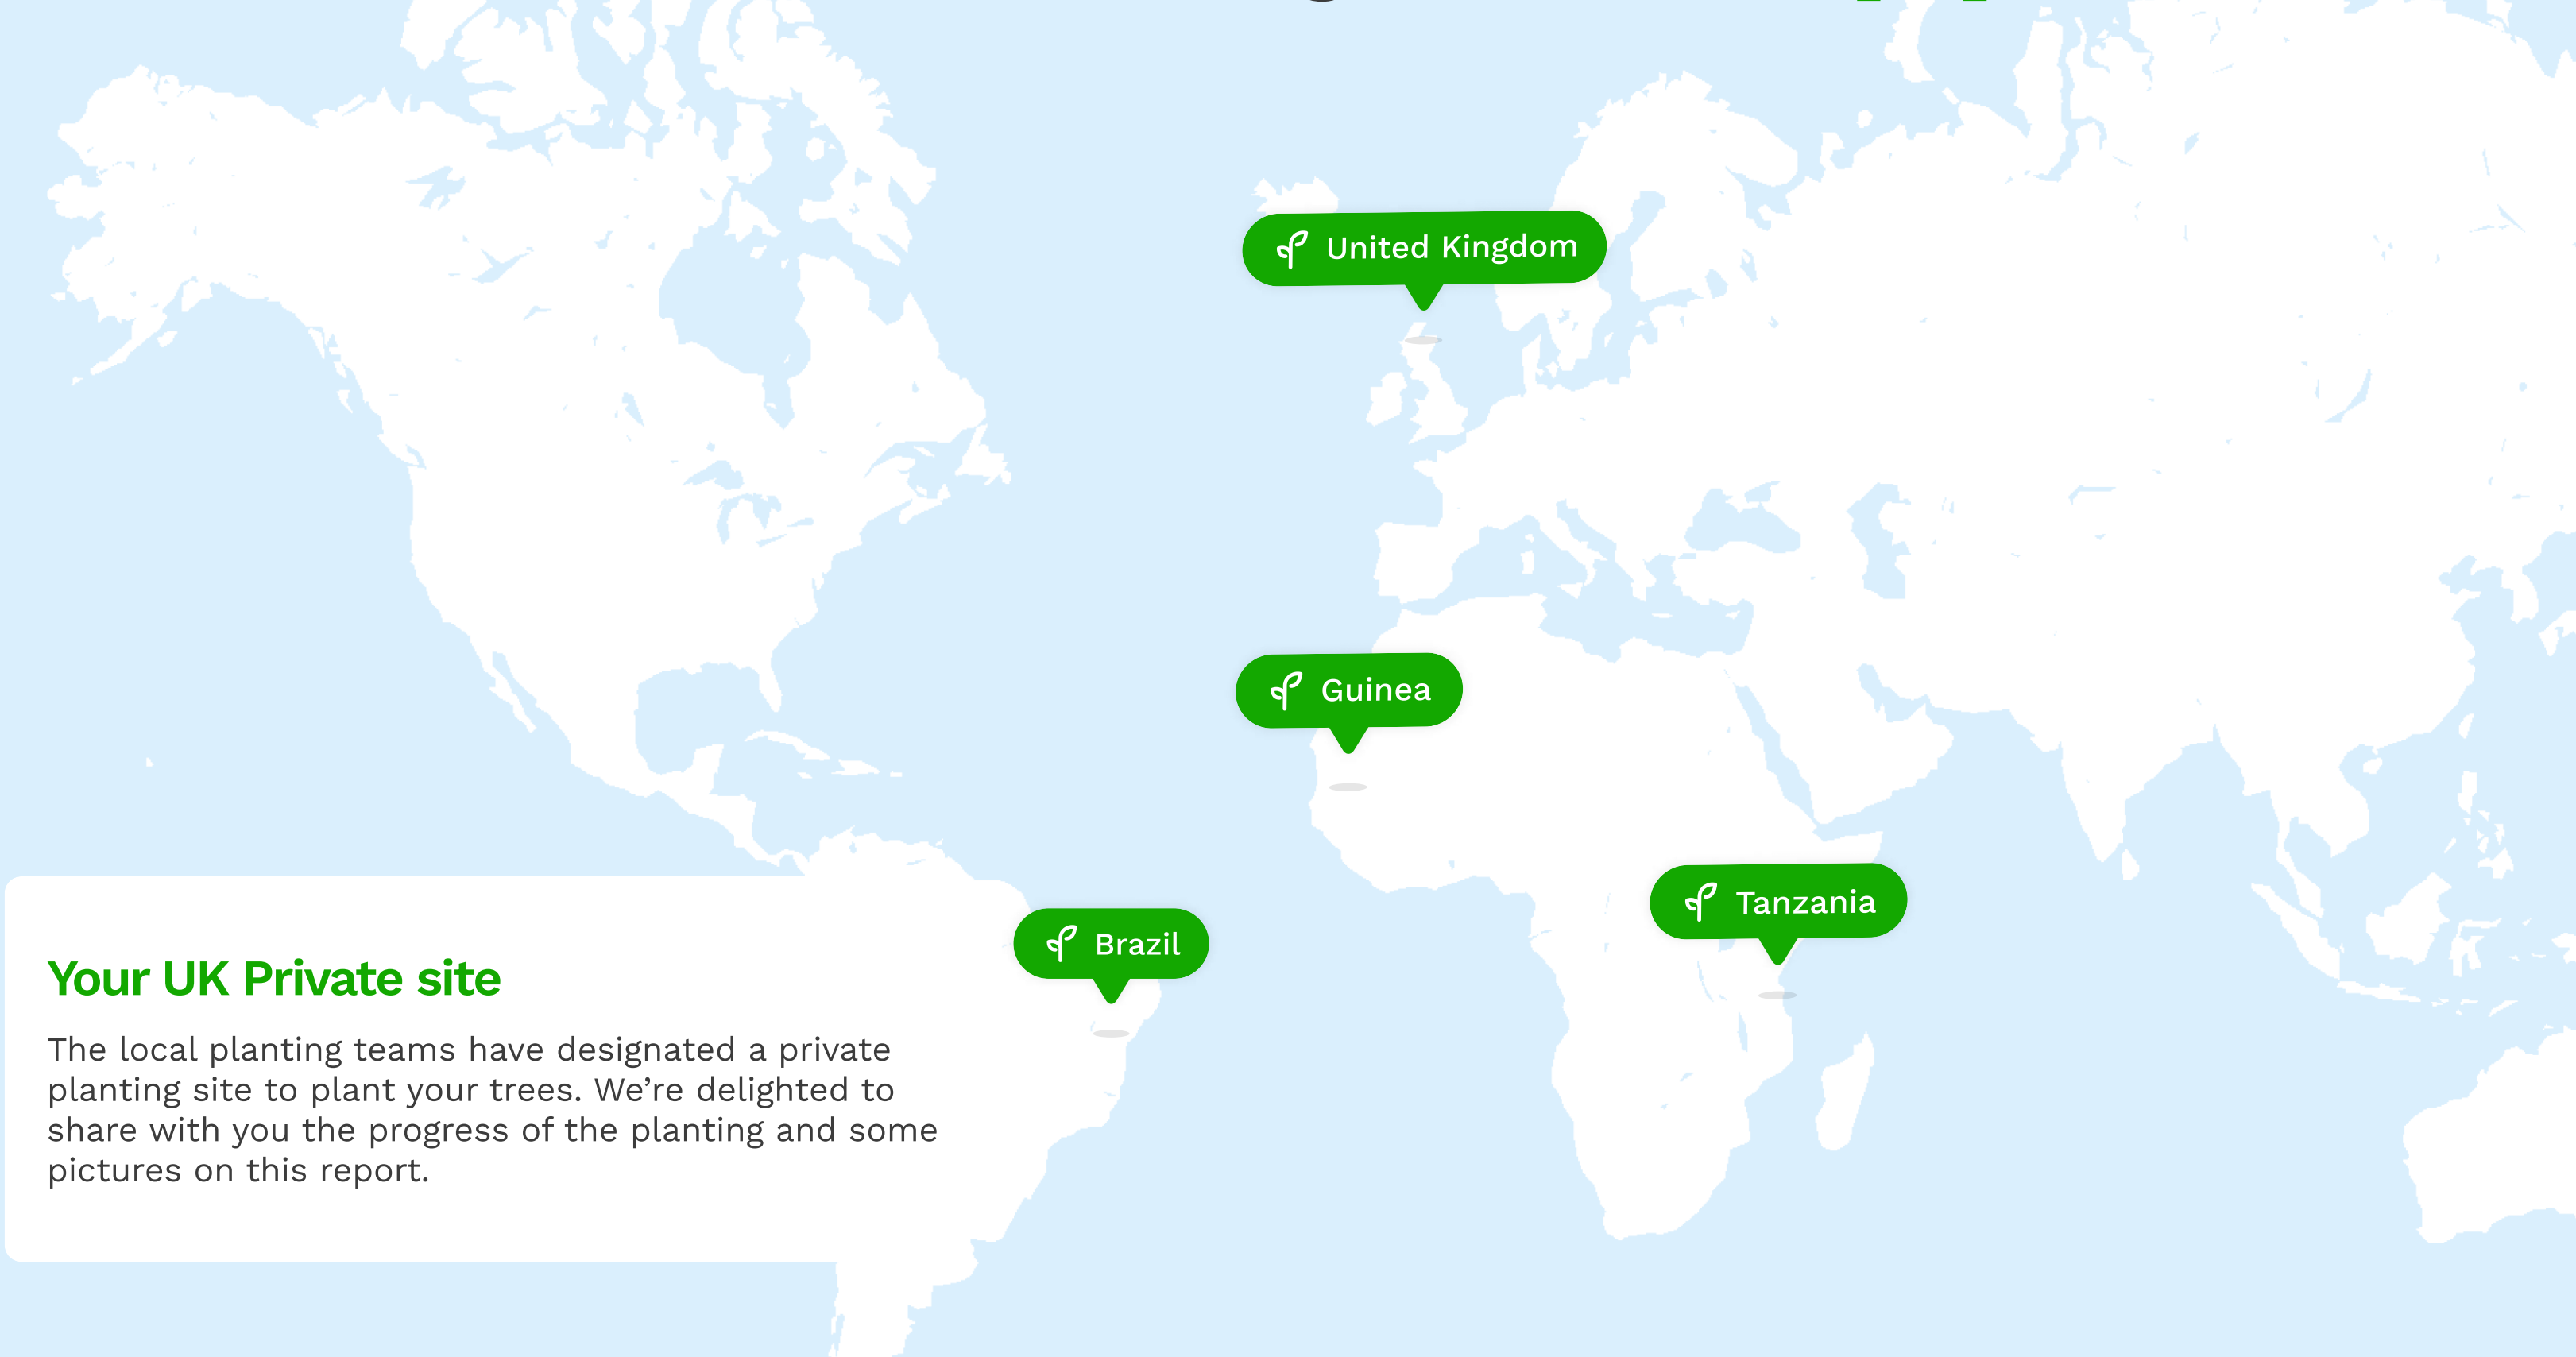 United Kingdom
Guinea
Tanzania
Brazil
Your UK Private site
The local planting teams have designated a private
planting site to plant your trees. We’re delighted to
share with you the progress of the planting and some
pictures on this report.